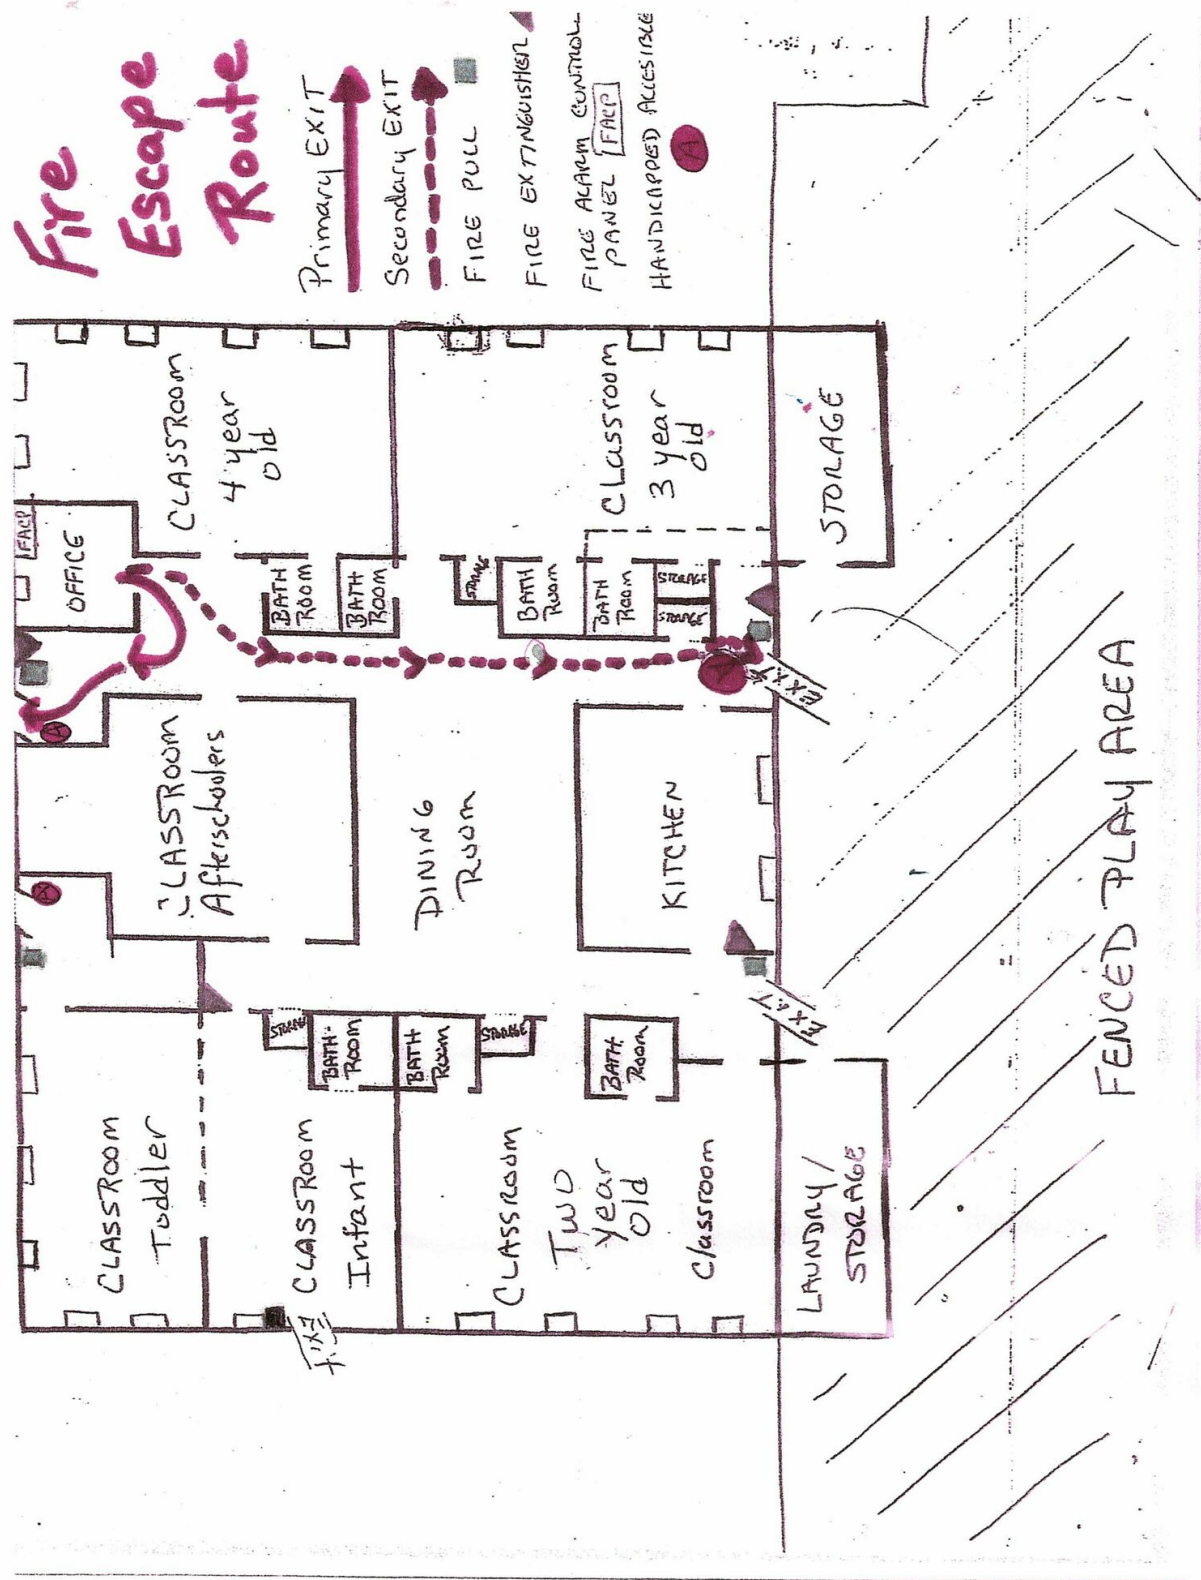 Fire
Escape
Route
Primary EXIT
Secondary EXIT
FIRE PULL
FIRE EXTINGUISHER
FIRE ALARM CONTROLL
PANEL FACP
HANDICAPPED ACCESIBLE
A
FACP
OFFICE
CLASSROOM
4 year
old
CLASSROOM
3 year
old
STORAGE
BATH
ROOM
BATH
ROOM
STORAGE
BATH
ROOM
BATH
ROOM
STORAGE
STORAGE
A
A
EXIT
A
CLASSROOM
Afterschoolers
DINING
ROOM
KITCHEN
EXIT
STORAGE
BATH
ROOM
BATH
ROOM
STORAGE
BATH
ROOM
CLASSROOM
Toddler
CLASSROOM
Infant
CLASSROOM
Two
year
old
Classroom
LAUNDRY/
STORAGE
EXIT
FENCED PLAY AREA